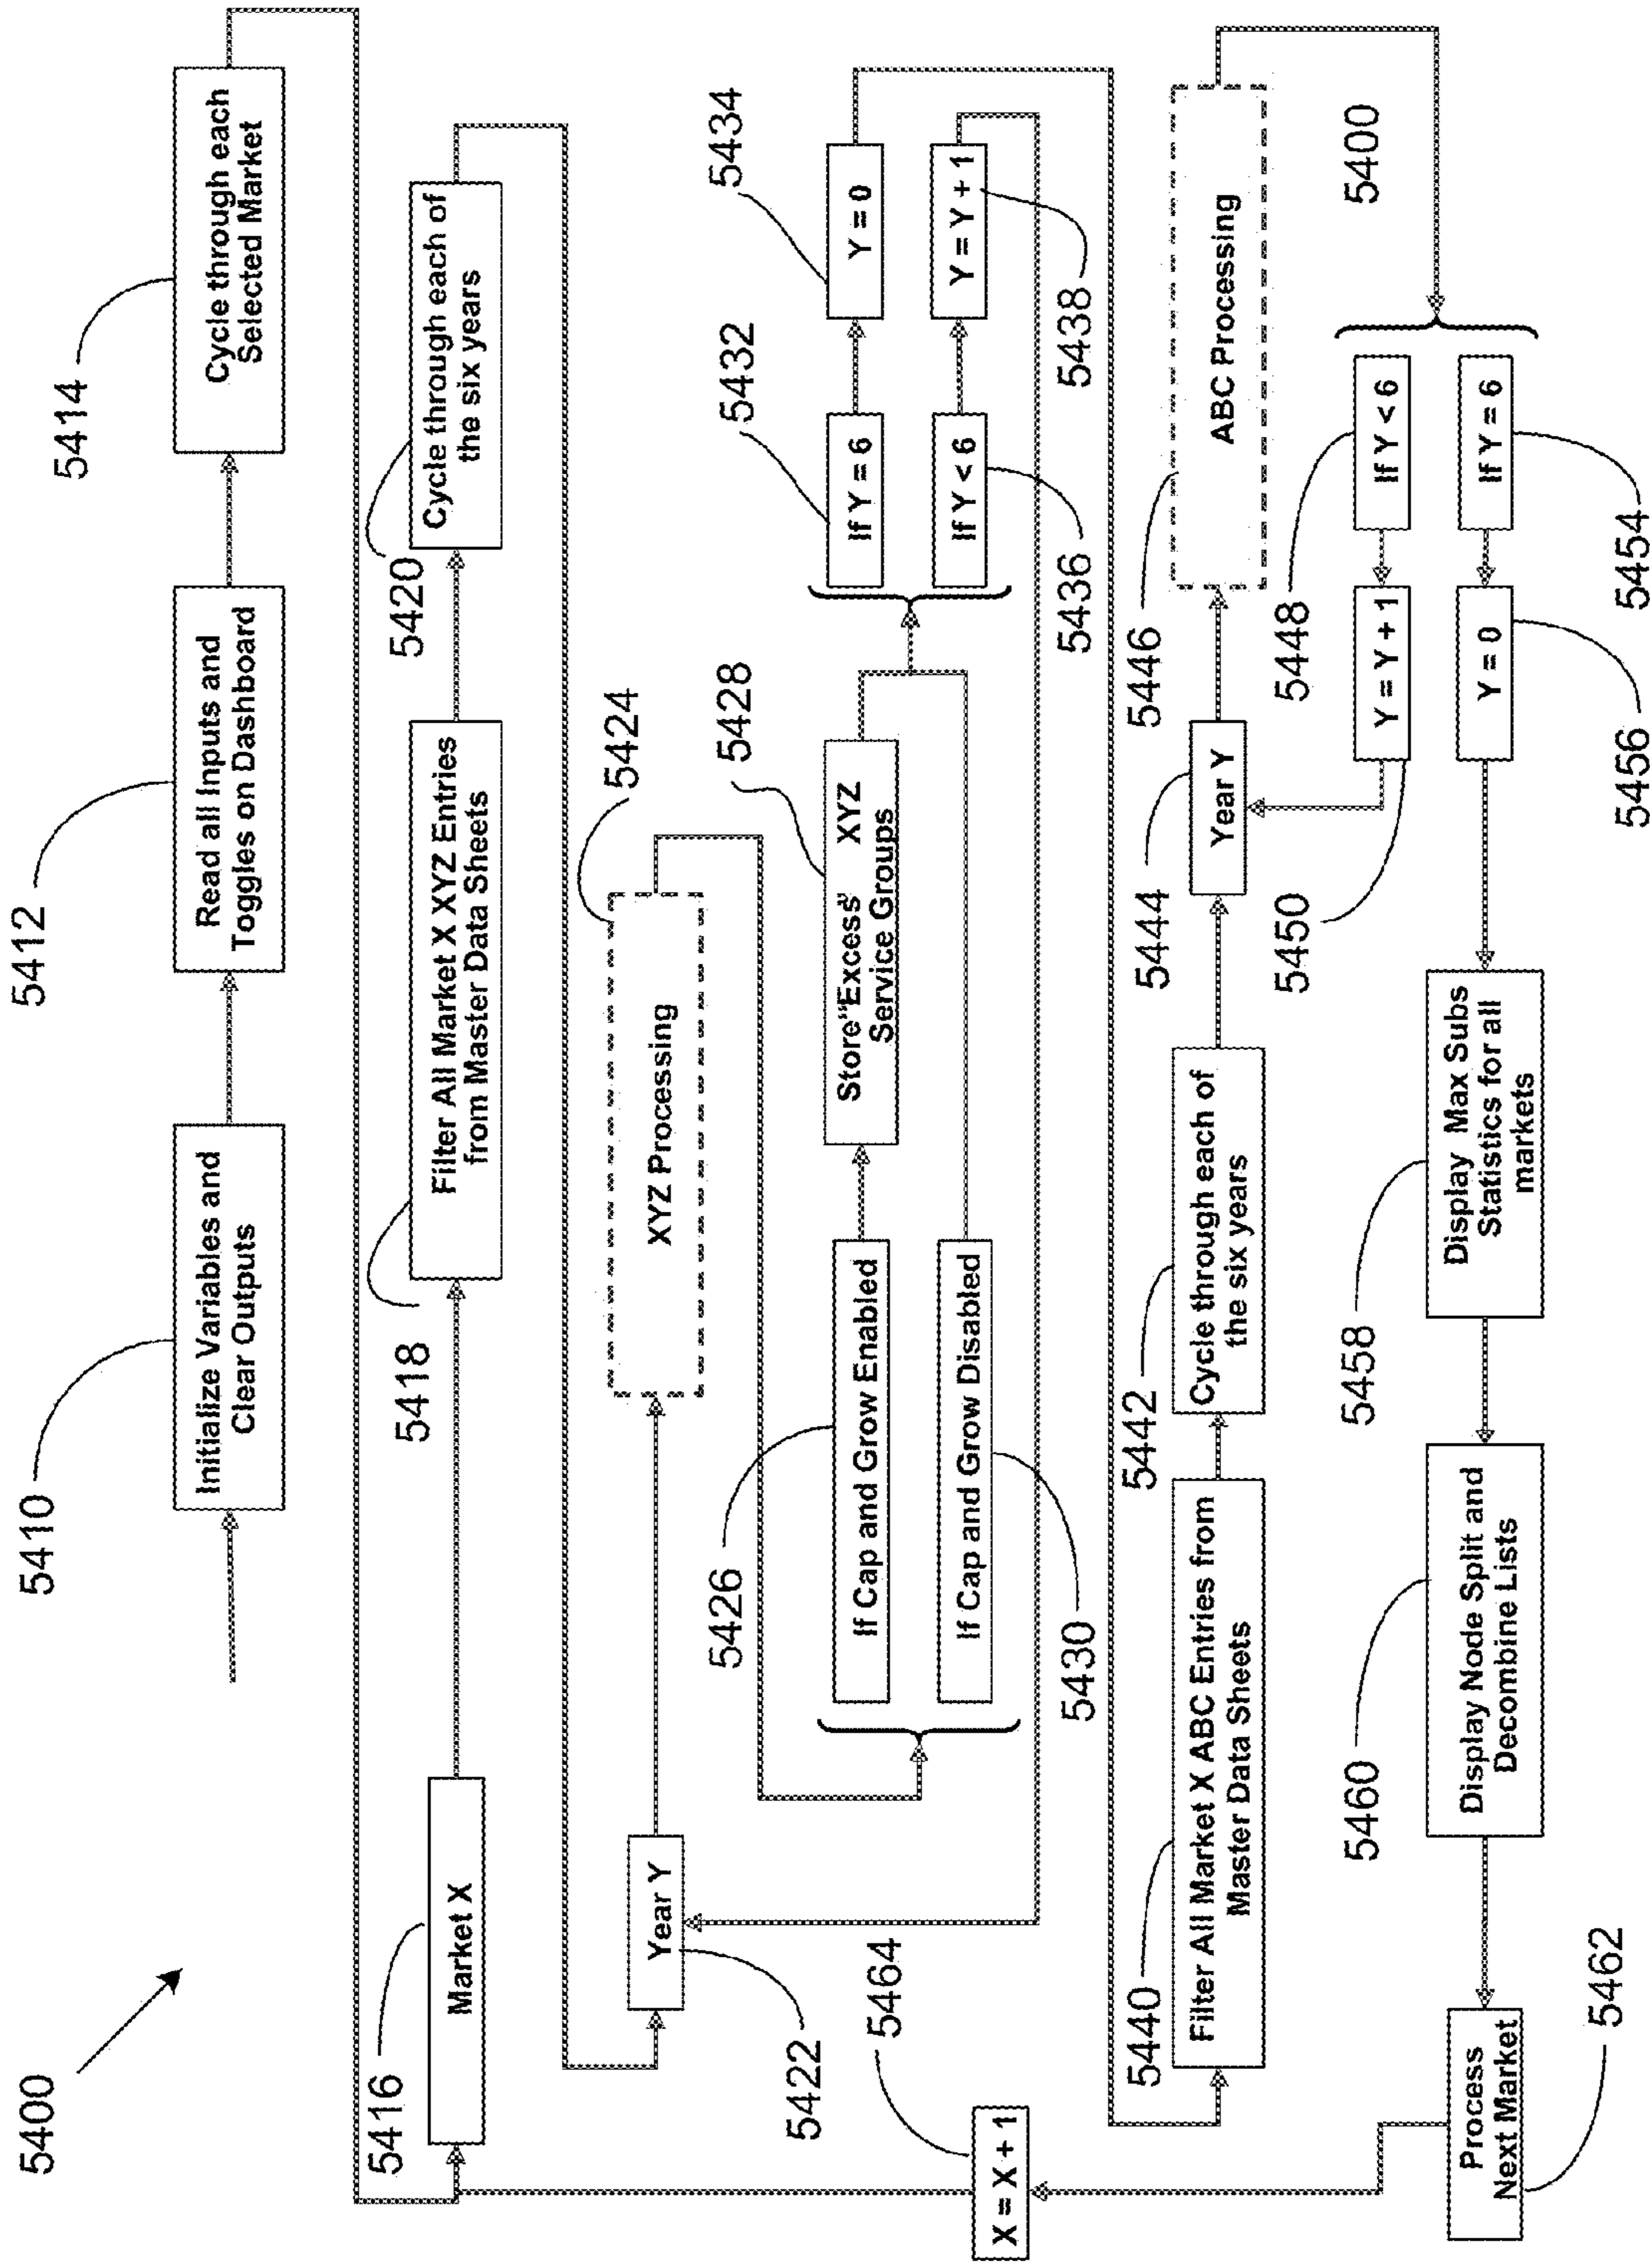 5400
5410
Initialize Variables and
Clear Outputs
5412
Read all Inputs and
Toggles on Dashboard
5414
Cycle through each
Selected Market
5416
Market X
5418
Filter All Market X XYZ Entries
from Master Data Sheets
5420
Cycle through each of
the six years
5422
Year Y
5424
XYZ Processing
5426
If Cap and Grow Enabled
5428
Store"Excess" XYZ
Service Groups
5430
If Cap and Grow Disabled
5432
If Y = 6
5434
Y = 0
5436
If Y < 6
5438
Y = Y + 1
5440
Filter All Market X ABC Entries from
Master Data Sheets
5442
Cycle through each of
the six years
5444
Year Y
5446
ABC Processing
5400
5448
If Y < 6
5450
Y = Y + 1
5454
If Y = 6
5456
Y = 0
5458
Display Max Subs
Statistics for all
markets
5460
Display Node Split and
Decombine Lists
5462
Process
Next Market
5464
X = X + 1